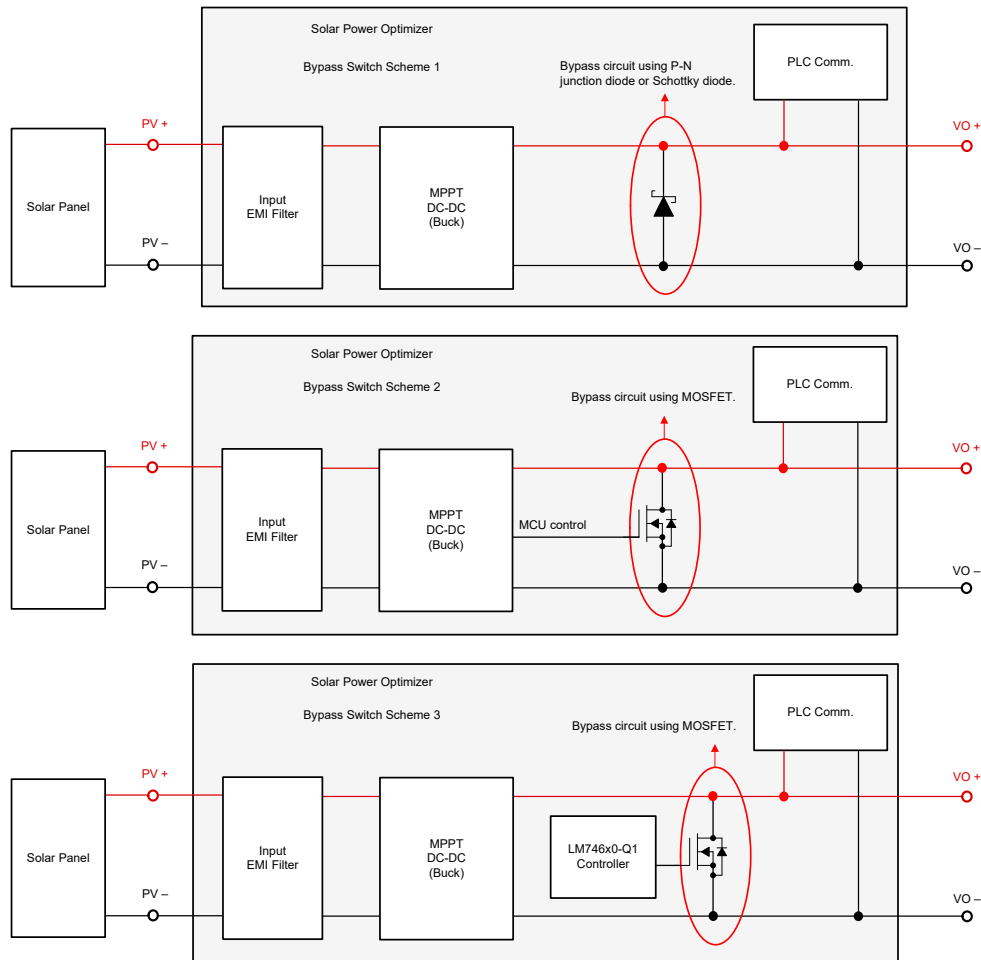 Solar Power Optimizer
Bypass Switch Scheme 1
Bypass circuit using P-N
junction diode or Schottky diode.
PLC Comm.
PV +
VO +
Solar Panel
Input
EMI Filter
MPPT
DC-DC
(Buck)
PV –
VO –
Solar Power Optimizer
Bypass Switch Scheme 2
Bypass circuit using MOSFET.
PLC Comm.
PV +
VO +
Solar Panel
Input
EMI Filter
MPPT
DC-DC
(Buck)
MCU control
PV –
VO –
Solar Power Optimizer
Bypass Switch Scheme 3
Bypass circuit using MOSFET.
PLC Comm.
PV +
VO +
Solar Panel
Input
EMI Filter
MPPT
DC-DC
(Buck)
LM746x0-Q1
Controller
PV –
VO –